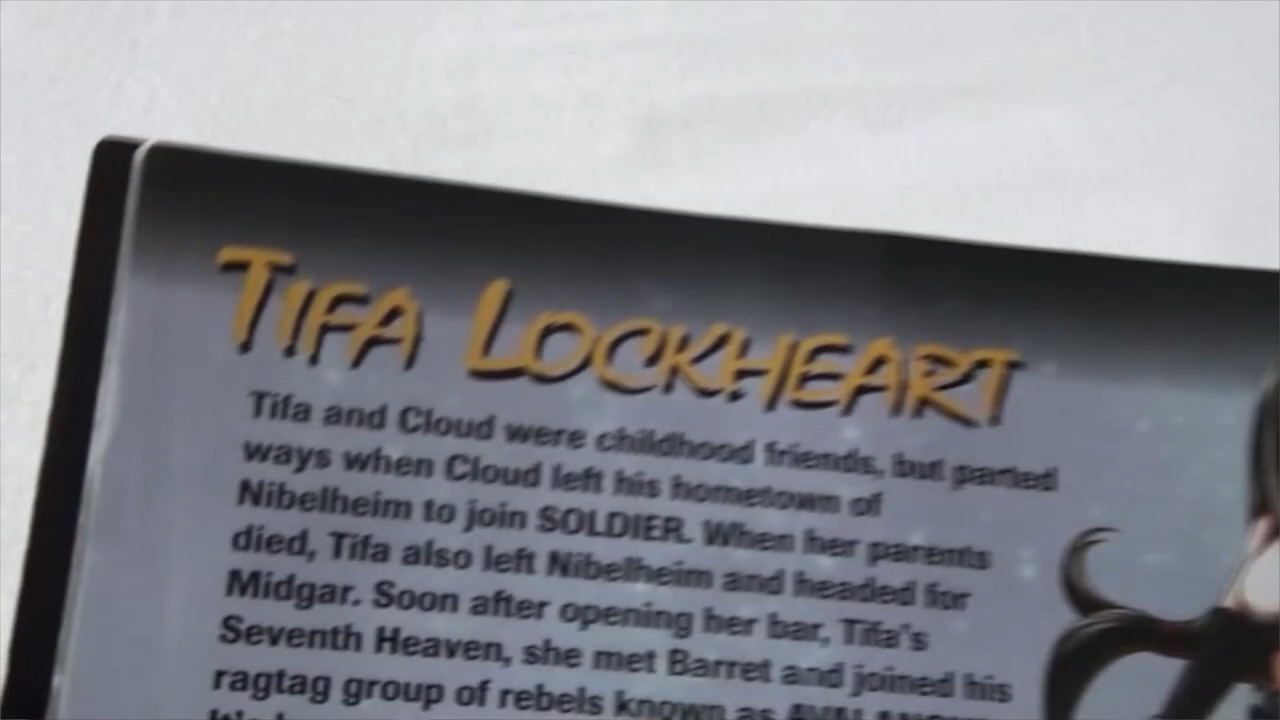 TIFA LOCKHEART
Tifa and Cloud were childhood friends, but parted
ways when Cloud left his hometown of
Nibelheim to join SOLDIER. When her parents
died, Tifa also left Nibelheim and headed for
Midgar. Soon after opening her bar, Tifa's
Seventh Heaven, she met Barret and joined his
ragtag group of rebels known as